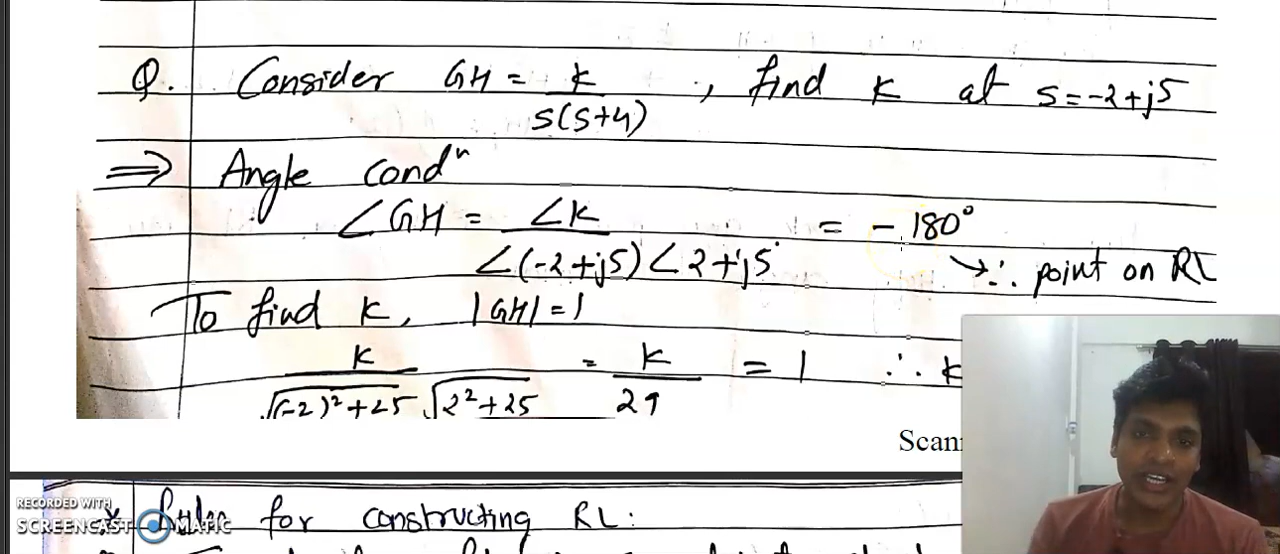 Q. Consider GH = K / s(s+4) , find K at s=-2+j5
⇒ Angle condⁿ
∠GH = ∠K / ∠(-2+j5) ∠2+j5 = -180°
→ ∴ point on RL
To find K, |GH|=1
K / √(-2)²+25 √2²+25 = K / 29 = 1 ∴ K
Scann
RECORDED WITH
SCREENCAST MATIC
* Rules for constructing RL: